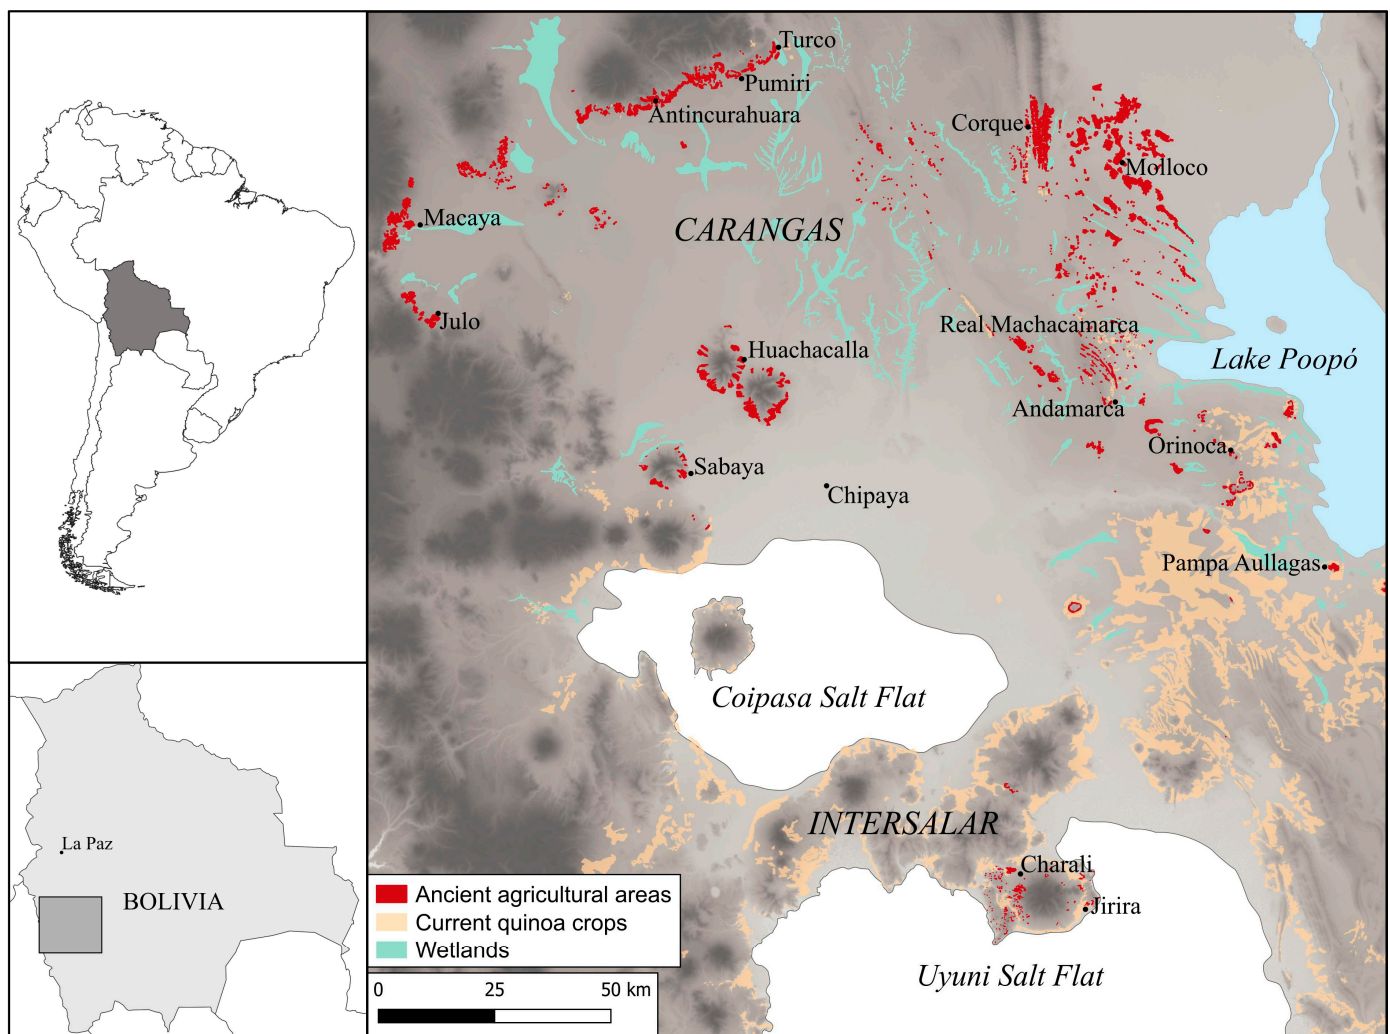 Turco
Pumiri
Antincurahuara
Corque
Molloco
Macaya
CARANGAS
Julo
Real Machacamarca
Huachacalla
Lake Poopó
Andamarca
Orinoca
Sabaya
Chipaya
Pampa Aullagas
Coipasa Salt Flat
INTERSALAR
Charali
Jirira
Uyuni Salt Flat
La Paz
BOLIVIA
Ancient agricultural areas
Current quinoa crops
Wetlands
0 25 50 km